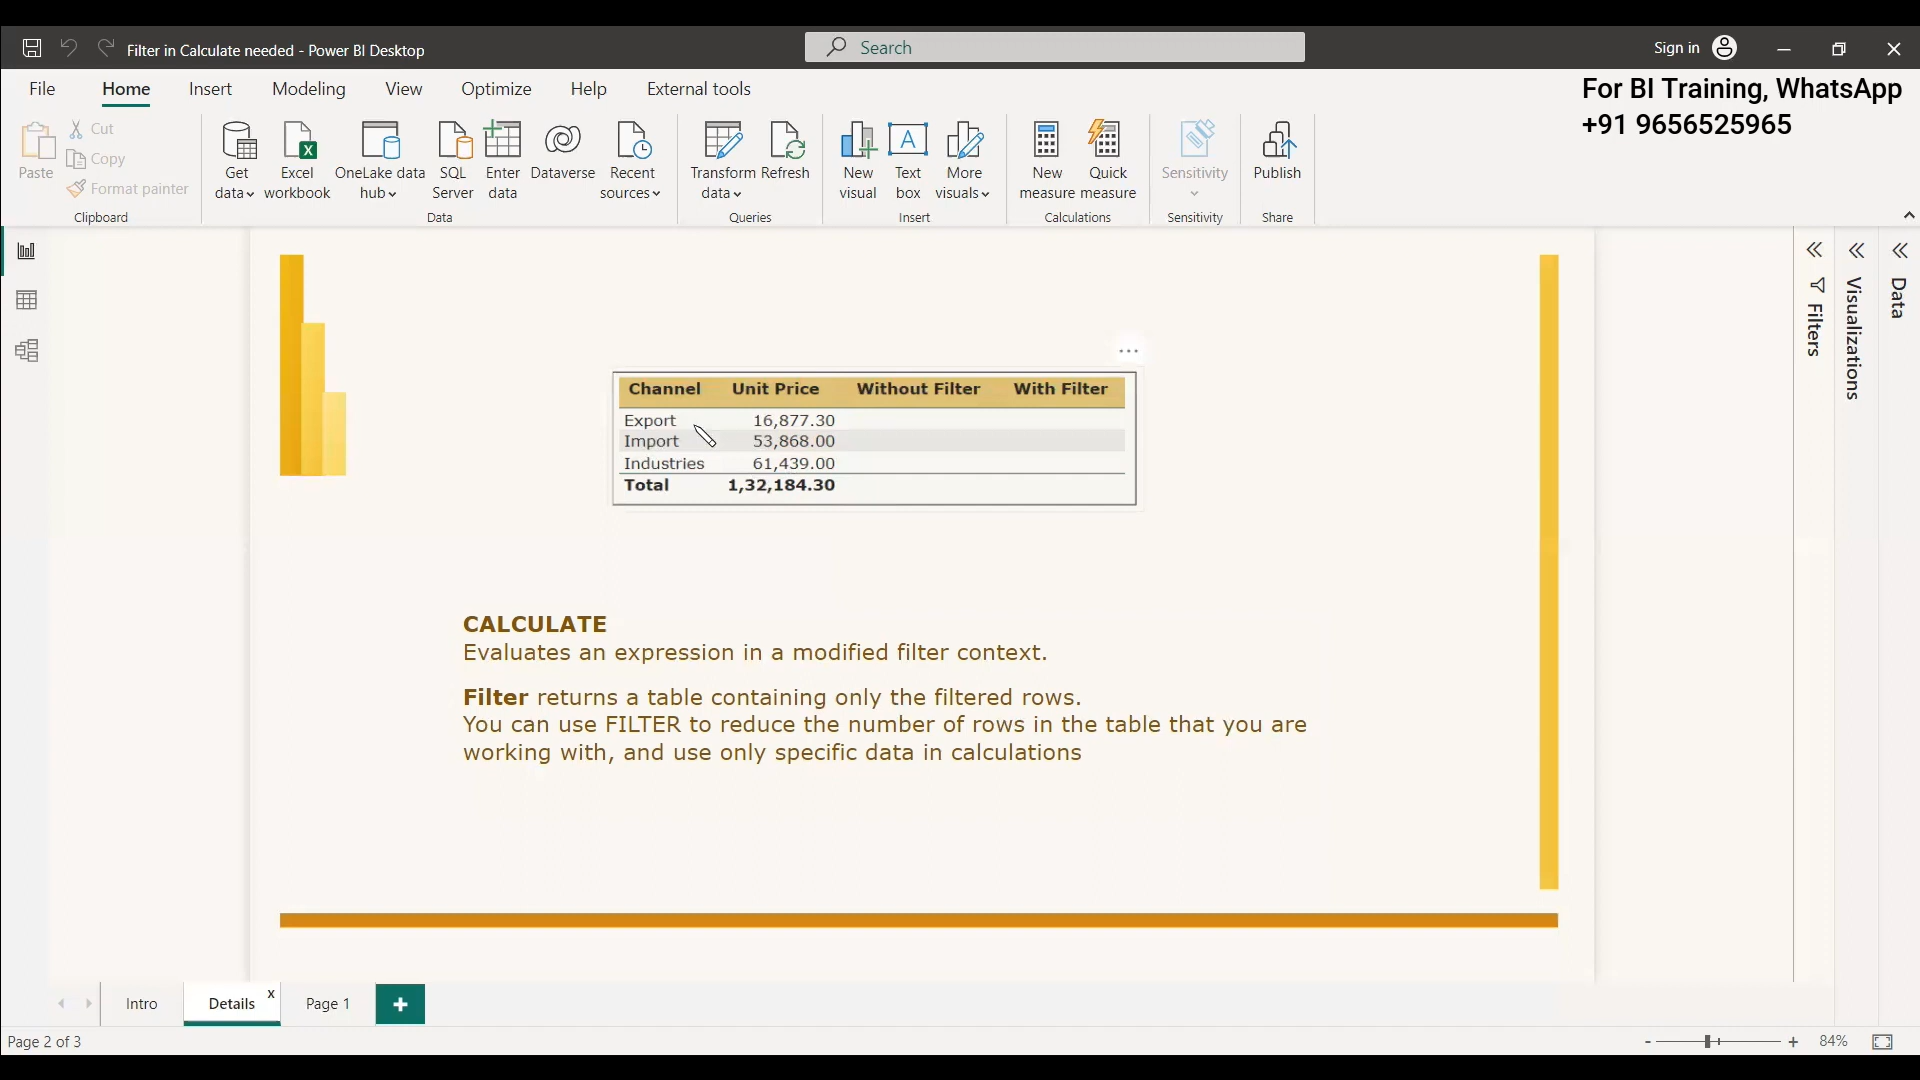 Filter in Calculate needed - Power BI Desktop
Search
Sign in
File Home Insert Modeling View Optimize Help External tools
For BI Training, WhatsApp
+91 9656525965
Paste
Cut
Copy
Format painter
Clipboard
Get data
Excel workbook
OneLake data hub
SQL Server
Enter data
Dataverse
Recent sources
Data
Transform data
Refresh
Queries
New visual
Text box
More visuals
Insert
New measure
Quick measure
Calculations
Sensitivity
Sensitivity
Publish
Share
Filters
Visualizations
Data
Channel Unit Price Without Filter With Filter
Export 16,877.30
Import 53,868.00
Industries 61,439.00
Total 1,32,184.30
CALCULATE
Evaluates an expression in a modified filter context.
Filter returns a table containing only the filtered rows.
You can use FILTER to reduce the number of rows in the table that you are
working with, and use only specific data in calculations
Intro Details x Page 1 +
Page 2 of 3
- + 84%